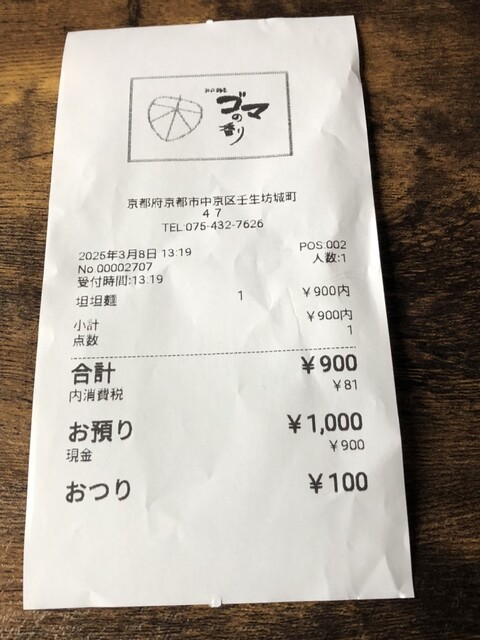 ゴマ
の
香り
京都府京都市中京区壬生坊城町
４７
TEL:075-432-7626
2025年3月8日 13:19 POS:002
No.00002707 人数:1
受付時間:13:19
坦坦麺 1 ￥900内
小計 ￥900内
点数 1
合計 ￥900
内消費税 ￥81
お預り ￥1,000
現金 ￥900
おつり ￥100